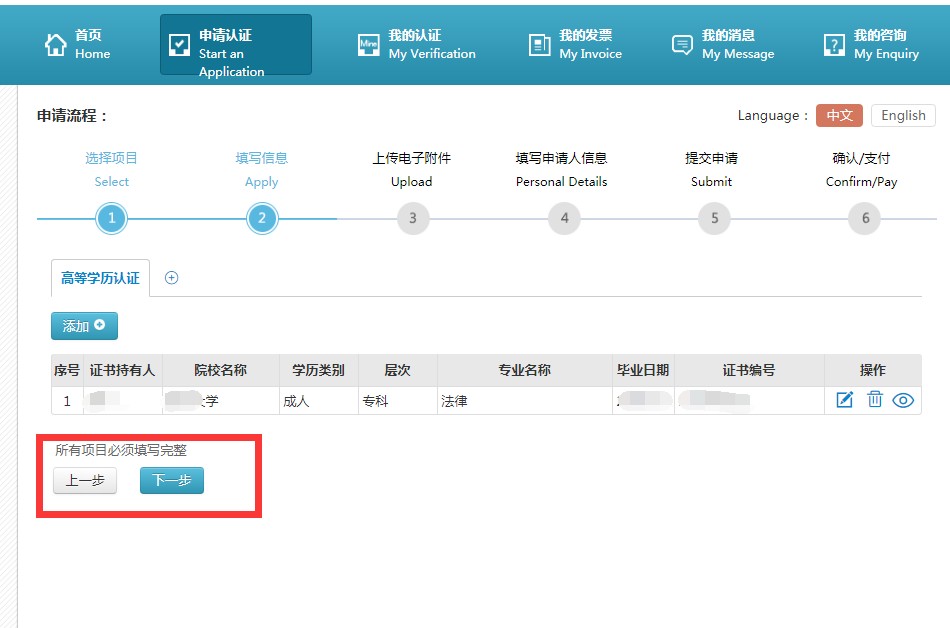 首页
Home
申请认证
Start an
Application
Mine
我的认证
My Verification
我的发票
My Invoice
我的消息
My Message
?
我的咨询
My Enquiry
申请流程：
Language： 中文 English
选择项目 填写信息 上传电子附件 填写申请人信息 提交申请 确认/支付
Select Apply Upload Personal Details Submit Confirm/Pay
1 2 3 4 5 6
高等学历认证
添加
序号 证书持有人 院校名称 学历类别 层次 专业名称 毕业日期 证书编号 操作
1 学 成人 专科 法律
所有项目必须填写完整
上一步 下一步